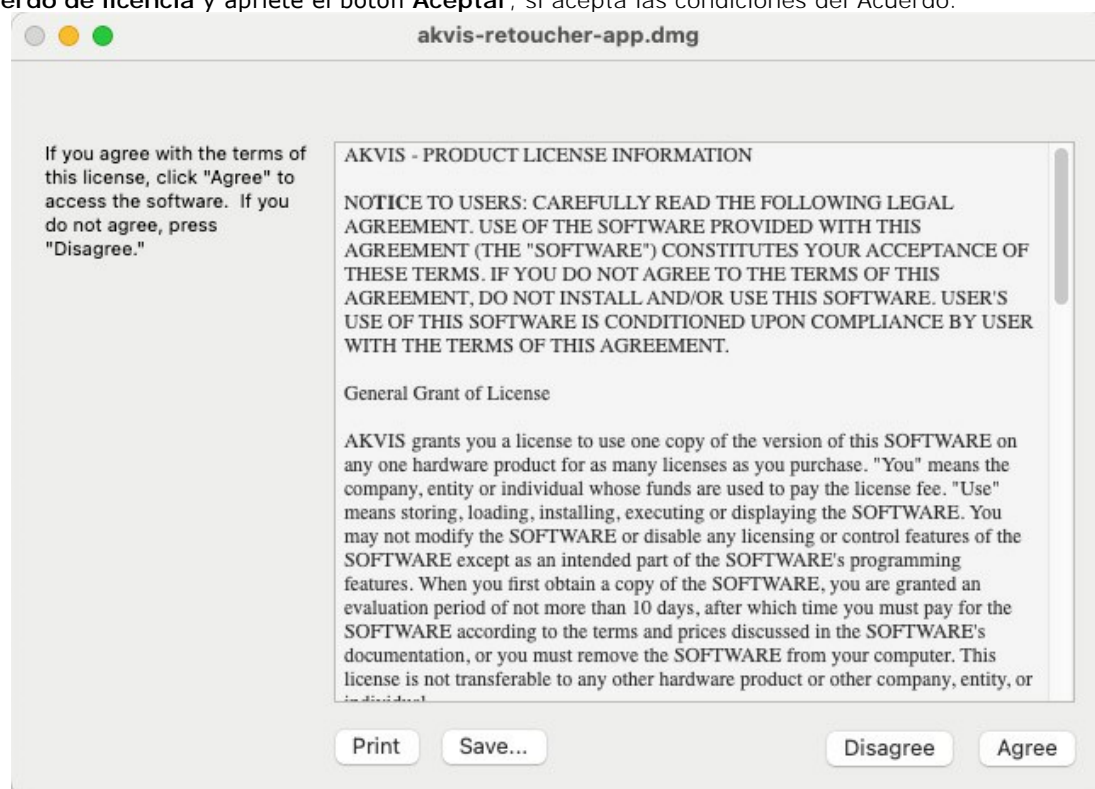 erdo de licencia y apriete el botón Aceptar, si acepta las condiciones del Acuerdo.
akvis-retoucher-app.dmg
If you agree with the terms of
this license, click "Agree" to
access the software. If you
do not agree, press
"Disagree."
AKVIS - PRODUCT LICENSE INFORMATION
NOTICE TO USERS: CAREFULLY READ THE FOLLOWING LEGAL
AGREEMENT. USE OF THE SOFTWARE PROVIDED WITH THIS
AGREEMENT (THE "SOFTWARE") CONSTITUTES YOUR ACCEPTANCE OF
THESE TERMS. IF YOU DO NOT AGREE TO THE TERMS OF THIS
AGREEMENT, DO NOT INSTALL AND/OR USE THIS SOFTWARE. USER'S
USE OF THIS SOFTWARE IS CONDITIONED UPON COMPLIANCE BY USER
WITH THE TERMS OF THIS AGREEMENT.
General Grant of License
AKVIS grants you a license to use one copy of the version of this SOFTWARE on
any one hardware product for as many licenses as you purchase. "You" means the
company, entity or individual whose funds are used to pay the license fee. "Use"
means storing, loading, installing, executing or displaying the SOFTWARE. You
may not modify the SOFTWARE or disable any licensing or control features of the
SOFTWARE except as an intended part of the SOFTWARE's programming
features. When you first obtain a copy of the SOFTWARE, you are granted an
evaluation period of not more than 10 days, after which time you must pay for the
SOFTWARE according to the terms and prices discussed in the SOFTWARE's
documentation, or you must remove the SOFTWARE from your computer. This
license is not transferable to any other hardware product or other company, entity, or
Print Save... Disagree Agree